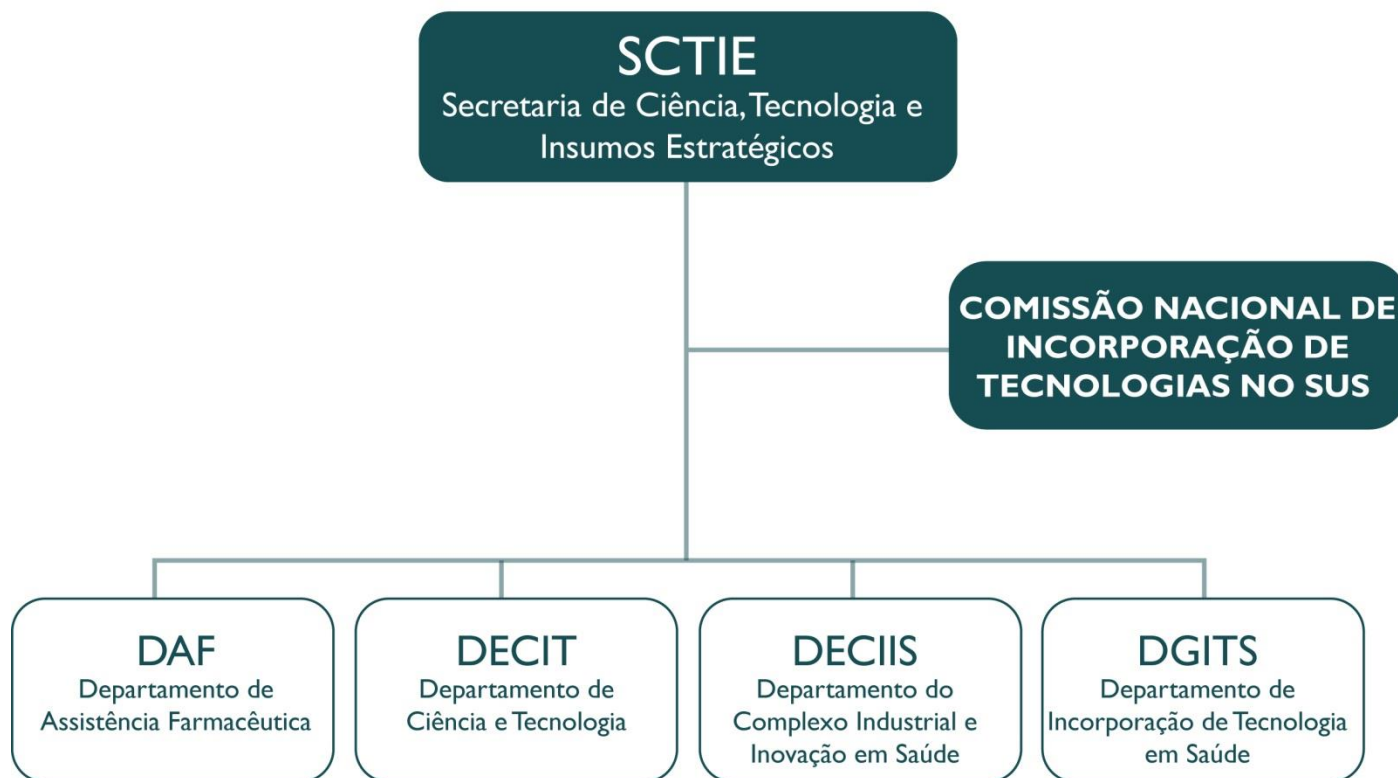 SCTIE
Secretaria de Ciência, Tecnologia e
Insumos Estratégicos
COMISSÃO NACIONAL DE
INCORPORAÇÃO DE
TECNOLOGIAS NO SUS
DAF
Departamento de
Assistência Farmacêutica
DECIT
Departamento de
Ciência e Tecnologia
DECIIS
Departamento do
Complexo Industrial e
Inovação em Saúde
DGITS
Departamento de
Incorporação de Tecnologia
em Saúde